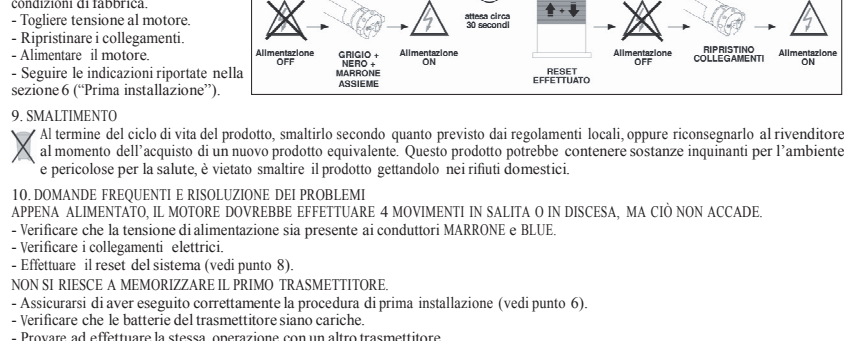 condizioni di fabbrica.
- Togliere tensione al motore.
- Ripristinare i collegamenti.
- Alimentare il motore.
- Seguire le indicazioni riportate nella
sezione 6 (“Prima installazione”).
Alimentazione
OFF
GRIGIO +
NERO +
MARRONE
ASSIEME
Alimentazione
ON
attesa circa
30 secondi
RESET
EFFETTUATO
Alimentazione
OFF
RIPRISTINO
COLLEGAMENTI
Alimentazione
ON
9. SMALTIMENTO
Al termine del ciclo di vita del prodotto, smaltirlo secondo quanto previsto dai regolamenti locali, oppure riconsegnarlo al rivenditore
al momento dell’acquisto di un nuovo prodotto equivalente. Questo prodotto potrebbe contenere sostanze inquinanti per l’ambiente
e pericolose per la salute, è vietato smaltire il prodotto gettandolo nei rifiuti domestici.
10. DOMANDE FREQUENTI E RISOLUZIONE DEI PROBLEMI
APPENA ALIMENTATO, IL MOTORE DOVREBBE EFFETTUARE 4 MOVIMENTI IN SALITA O IN DISCESA, MA CIÒ NON ACCADE.
- Verificare che la tensione di alimentazione sia presente ai conduttori MARRONE e BLUE.
- Verificare i collegamenti elettrici.
- Effettuare il reset del sistema (vedi punto 8).
NON SI RIESCE A MEMORIZZARE IL PRIMO TRASMETTITORE.
- Assicurarsi di aver eseguito correttamente la procedura di prima installazione (vedi punto 6).
- Verificare che le batterie del trasmettitore siano cariche.
- Provare ad effettuare la stessa operazione con un altro trasmettitore.